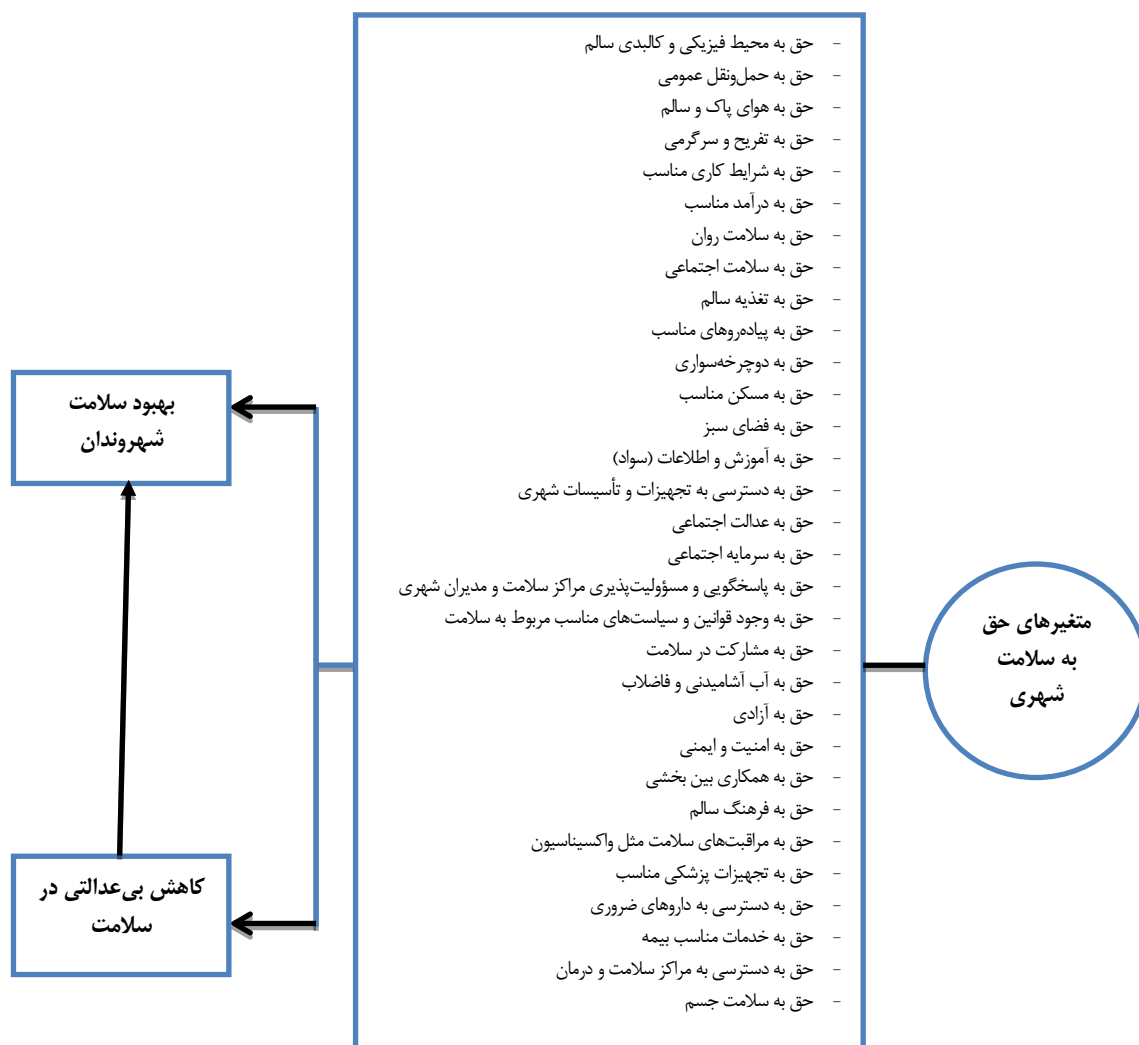 متغیرهای حق
به سلامت
شهری
- حق به محیط فیزیکی و کالبدی سالم
- حق به حمل‌ونقل عمومی
- حق به هوای پاک و سالم
- حق به تفریح و سرگرمی
- حق به شرایط کاری مناسب
- حق به درآمد مناسب
- حق به سلامت روان
- حق به سلامت اجتماعی
- حق به تغذیه سالم
- حق به پیاده‌روهای مناسب
- حق به دوچرخه‌سواری
- حق به مسکن مناسب
- حق به فضای سبز
- حق به آموزش و اطلاعات (سواد)
- حق به دسترسی به تجهیزات و تأسیسات شهری
- حق به عدالت اجتماعی
- حق به سرمایه اجتماعی
- حق به پاسخگویی و مسؤولیت‌پذیری مراکز سلامت و مدیران شهری
- حق به وجود قوانین و سیاست‌های مناسب مربوط به سلامت
- حق به مشارکت در سلامت
- حق به آب آشامیدنی و فاضلاب
- حق به آزادی
- حق به امنیت و ایمنی
- حق به همکاری بین بخشی
- حق به فرهنگ سالم
- حق به مراقبت‌های سلامت مثل واکسیناسیون
- حق به تجهیزات پزشکی مناسب
- حق به دسترسی به داروهای ضروری
- حق به خدمات مناسب بیمه
- حق به دسترسی به مراکز سلامت و درمان
- حق به سلامت جسم
بهبود سلامت
شهروندان
کاهش بی‌عدالتی در
سلامت